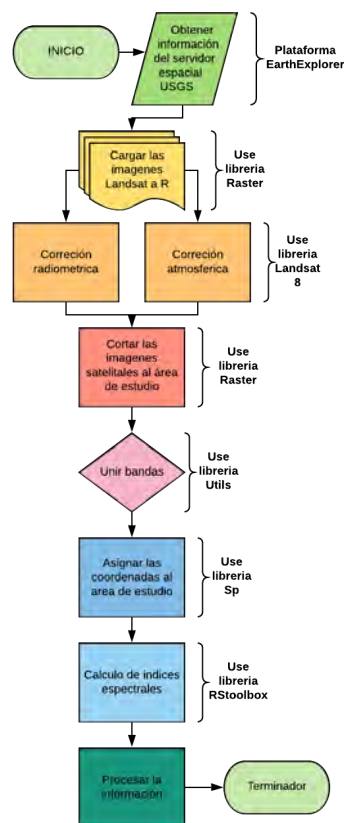 INICIO
Obtener
información
del servidor
espacial
USGS
Plataforma
EarthExplorer
Cargar las
imagenes
Landsat a R
Use
libreria
Raster
Correción
radiometrica
Correción
atmosferica
Use
libreria
Landsat
8
Cortar las
imagenes
satelitales al área
de estudio
Use
libreria
Raster
Unir bandas
Use
libreria
Utils
Asignar las
coordenadas al
area de estudio
Use
libreria
Sp
Calculo de indices
espectrales
Use
libreria
RStoolbox
Procesar la
información
Terminador